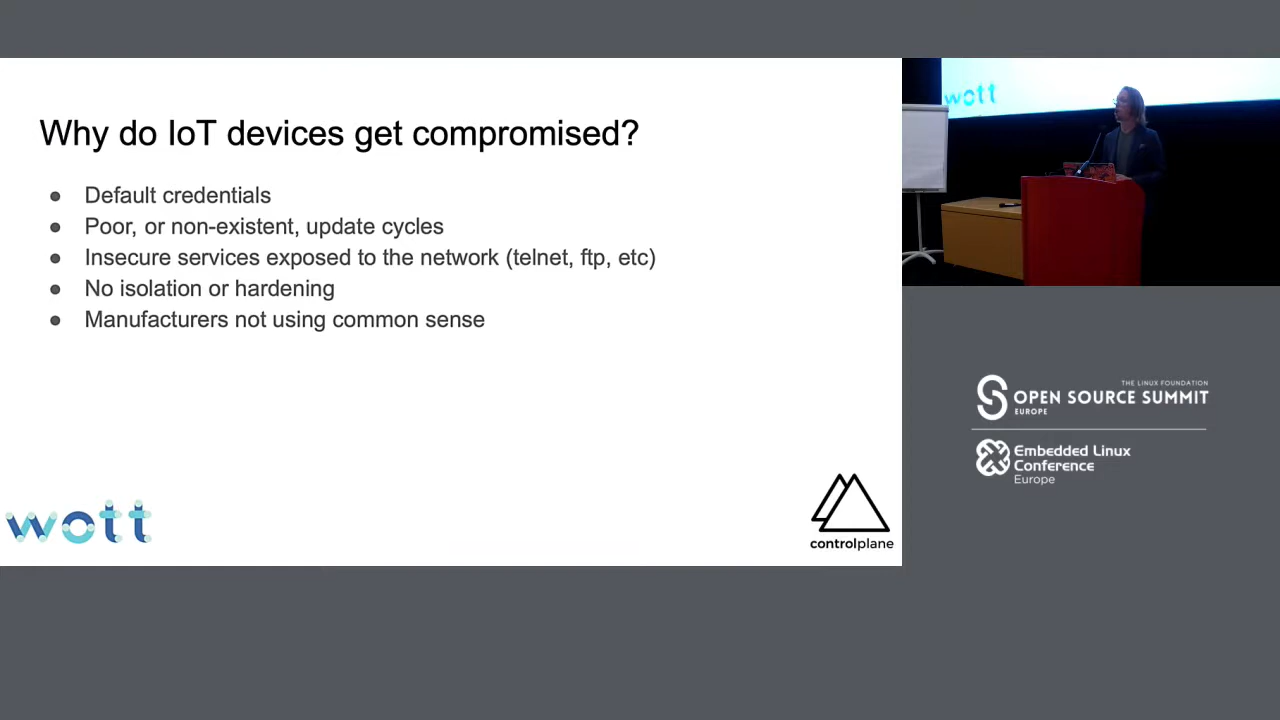 Why do IoT devices get compromised?
● Default credentials
● Poor, or non-existent, update cycles
● Insecure services exposed to the network (telnet, ftp, etc)
● No isolation or hardening
● Manufacturers not using common sense
wott
controlplane
wott
THE LINUX FOUNDATION
OPEN SOURCE SUMMIT
EUROPE
Embedded Linux
Conference
Europe